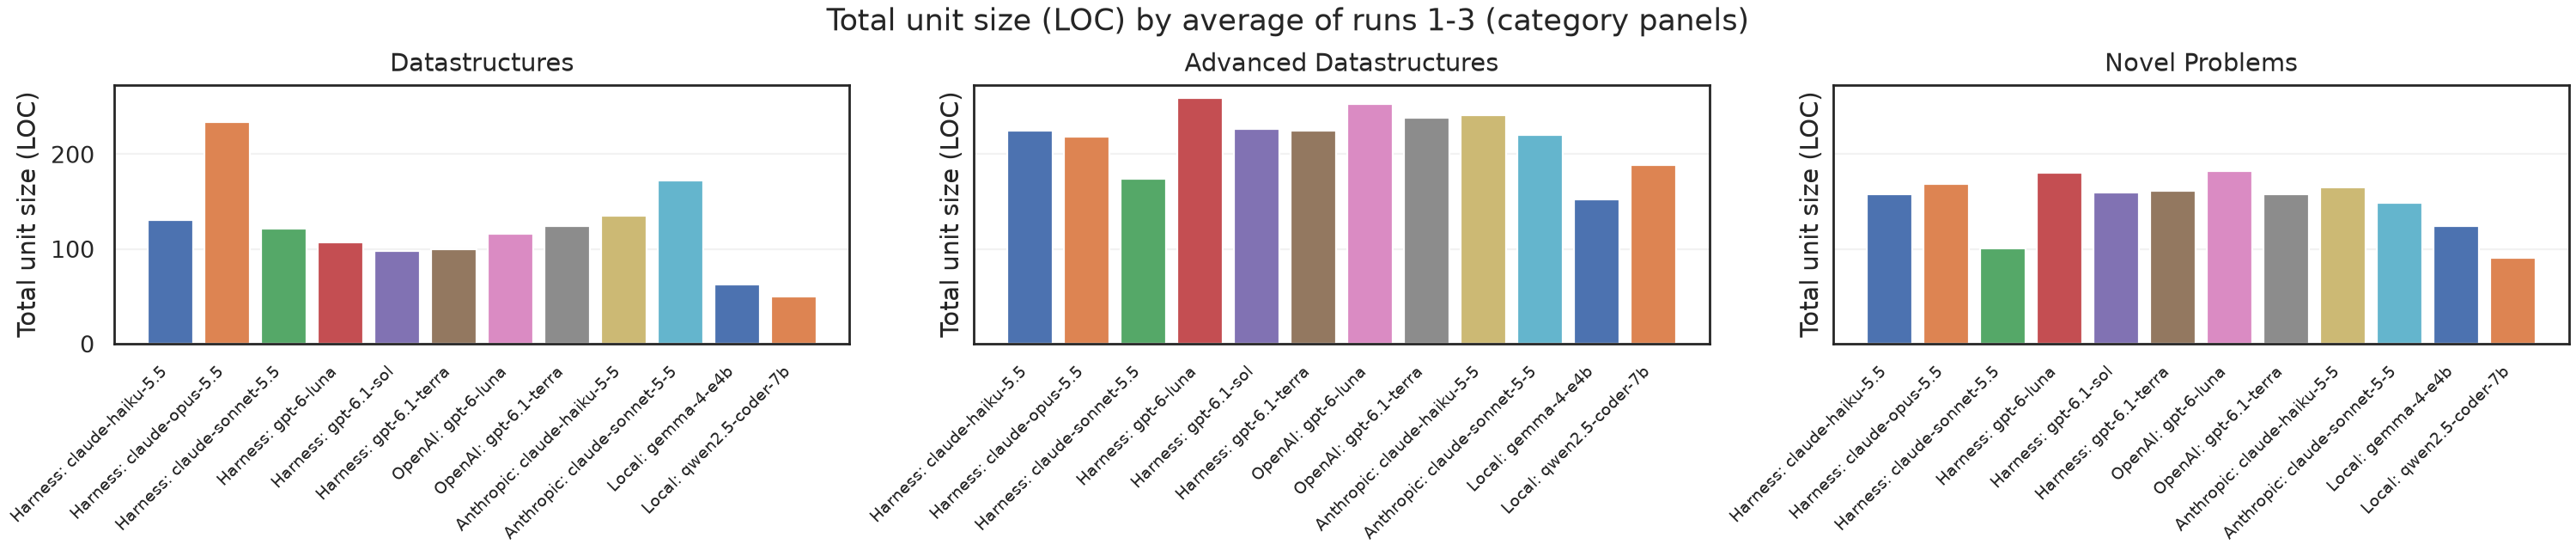 Total unit size (LOC) by average of runs 1-3 (category panels)
Datastructures
Total unit size (LOC)
200
100
0
Harness: claude-haiku-5.5
Harness: claude-opus-5.5
Harness: claude-sonnet-5.5
Harness: gpt-6-luna
Harness: gpt-6.1-sol
Harness: gpt-6.1-terra
OpenAI: gpt-6-luna
OpenAI: gpt-6.1-terra
Anthropic: claude-haiku-5-5
Anthropic: claude-sonnet-5-5
Local: gemma-4-e4b
Local: qwen2.5-coder-7b
Advanced Datastructures
Total unit size (LOC)
Harness: claude-haiku-5.5
Harness: claude-opus-5.5
Harness: claude-sonnet-5.5
Harness: gpt-6-luna
Harness: gpt-6.1-sol
Harness: gpt-6.1-terra
OpenAI: gpt-6-luna
OpenAI: gpt-6.1-terra
Anthropic: claude-haiku-5-5
Anthropic: claude-sonnet-5-5
Local: gemma-4-e4b
Local: qwen2.5-coder-7b
Novel Problems
Total unit size (LOC)
Harness: claude-haiku-5.5
Harness: claude-opus-5.5
Harness: claude-sonnet-5.5
Harness: gpt-6-luna
Harness: gpt-6.1-sol
Harness: gpt-6.1-terra
OpenAI: gpt-6-luna
OpenAI: gpt-6.1-terra
Anthropic: claude-haiku-5-5
Anthropic: claude-sonnet-5-5
Local: gemma-4-e4b
Local: qwen2.5-coder-7b